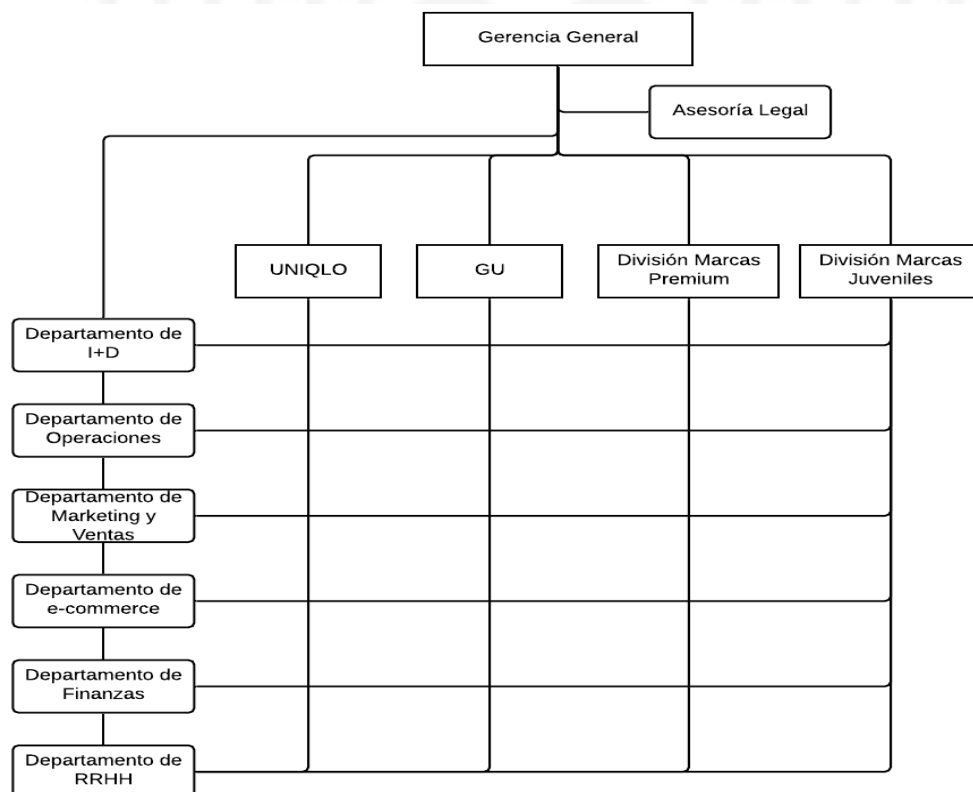 Gerencia General
Asesoría Legal
UNIQLO
GU
División Marcas
Premium
División Marcas
Juveniles
Departamento de
I+D
Departamento de
Operaciones
Departamento de
Marketing y
Ventas
Departamento de
e-commerce
Departamento de
Finanzas
Departamento de
RRHH